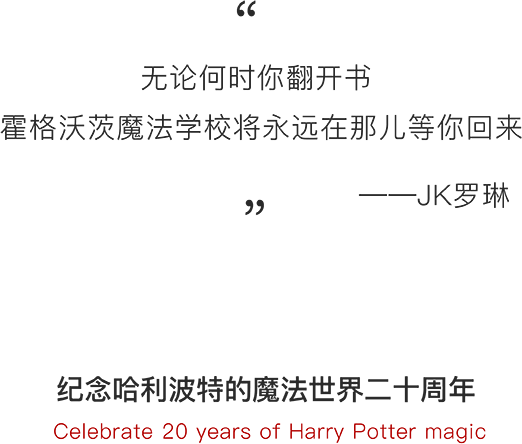 “
无论何时你翻开书
霍格沃茨魔法学校将永远在那儿等你回来
”
——JK罗琳
纪念哈利波特的魔法世界二十周年
Celebrate 20 years of Harry Potter magic